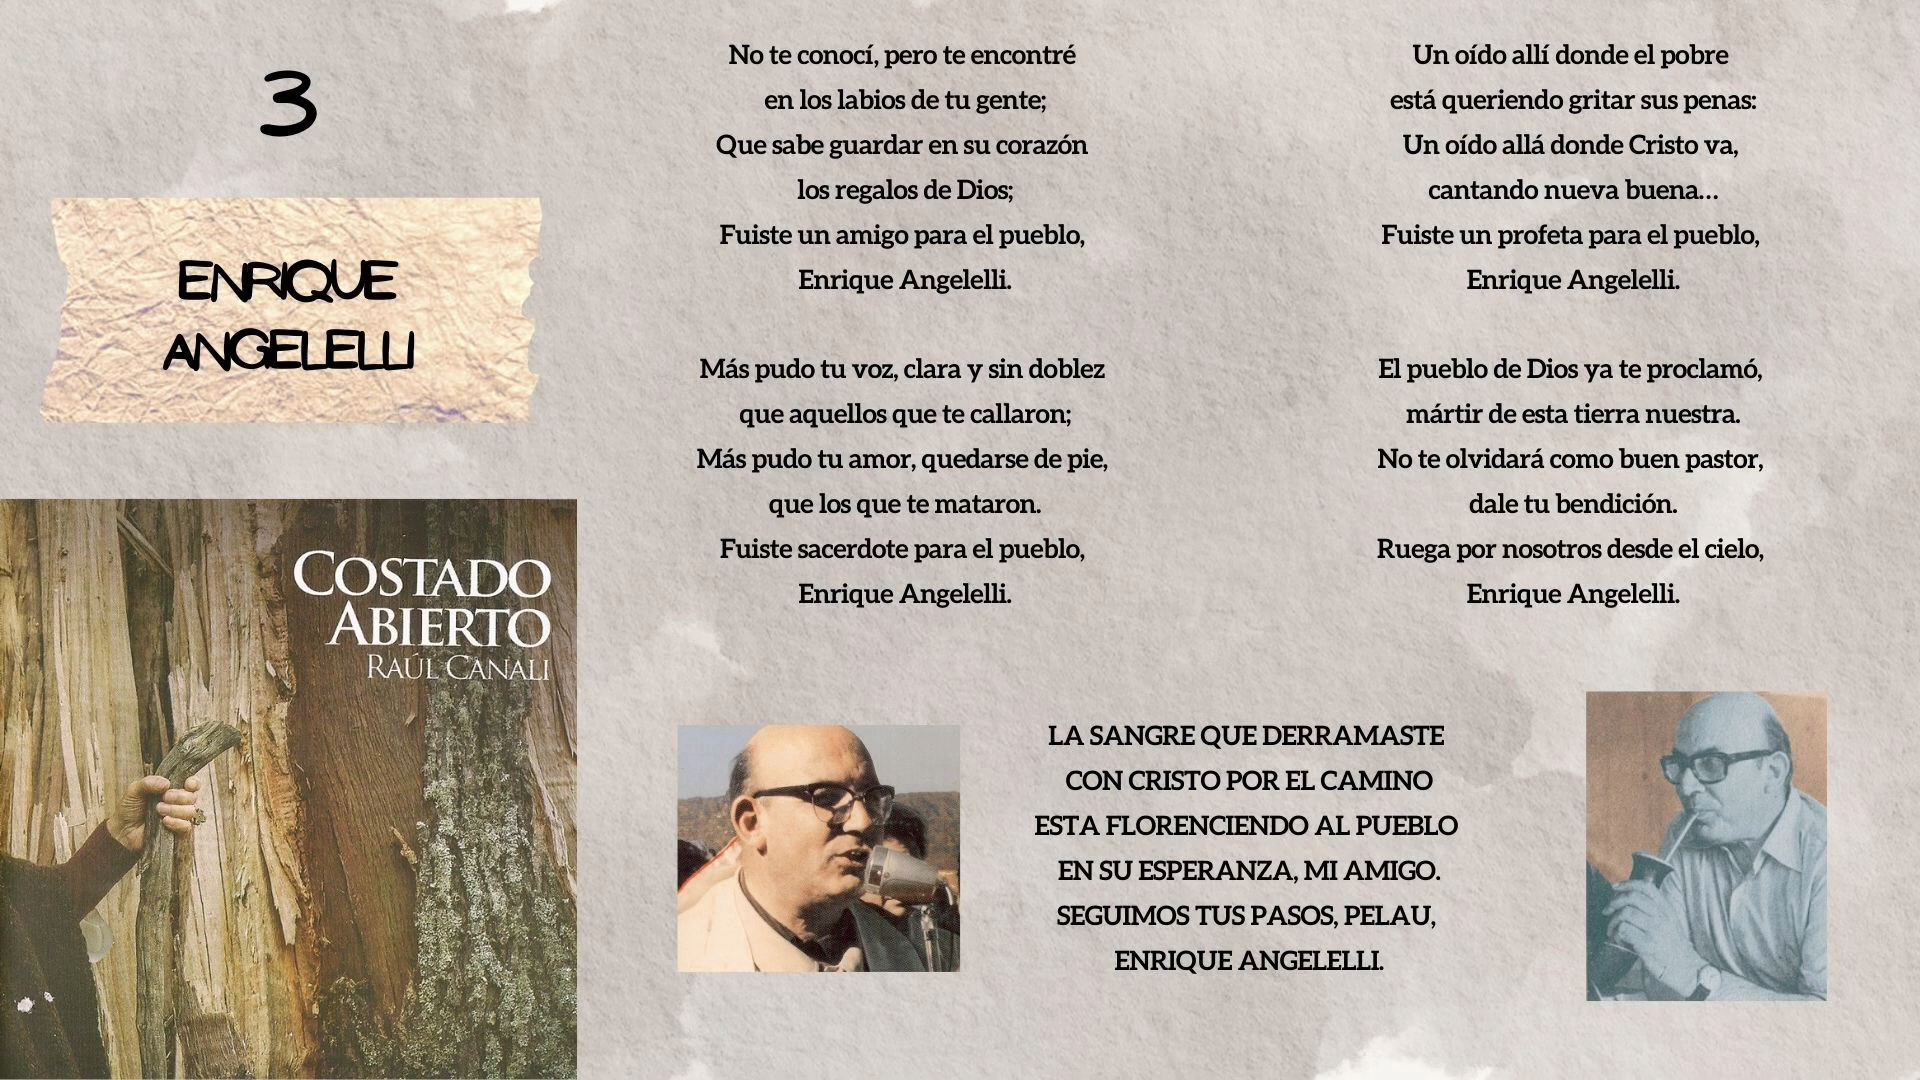 3
ENRIQUE
ANGELELLI
COSTADO
ABIERTO
RAÚL CANALI
No te conocí, pero te encontré
en los labios de tu gente;
Que sabe guardar en su corazón
los regalos de Dios;
Fuiste un amigo para el pueblo,
Enrique Angelelli.
Más pudo tu voz, clara y sin doblez
que aquellos que te callaron;
Más pudo tu amor, quedarse de pie,
que los que te mataron.
Fuiste sacerdote para el pueblo,
Enrique Angelelli.
Un oído allí donde el pobre
está queriendo gritar sus penas:
Un oído allá donde Cristo va,
cantando nueva buena...
Fuiste un profeta para el pueblo,
Enrique Angelelli.
El pueblo de Dios ya te proclamó,
mártir de esta tierra nuestra.
No te olvidará como buen pastor,
dale tu bendición.
Ruega por nosotros desde el cielo,
Enrique Angelelli.
LA SANGRE QUE DERRAMASTE
CON CRISTO POR EL CAMINO
ESTA FLORENCIENDO AL PUEBLO
EN SU ESPERANZA, MI AMIGO.
SEGUIMOS TUS PASOS, PELAU,
ENRIQUE ANGELELLI.